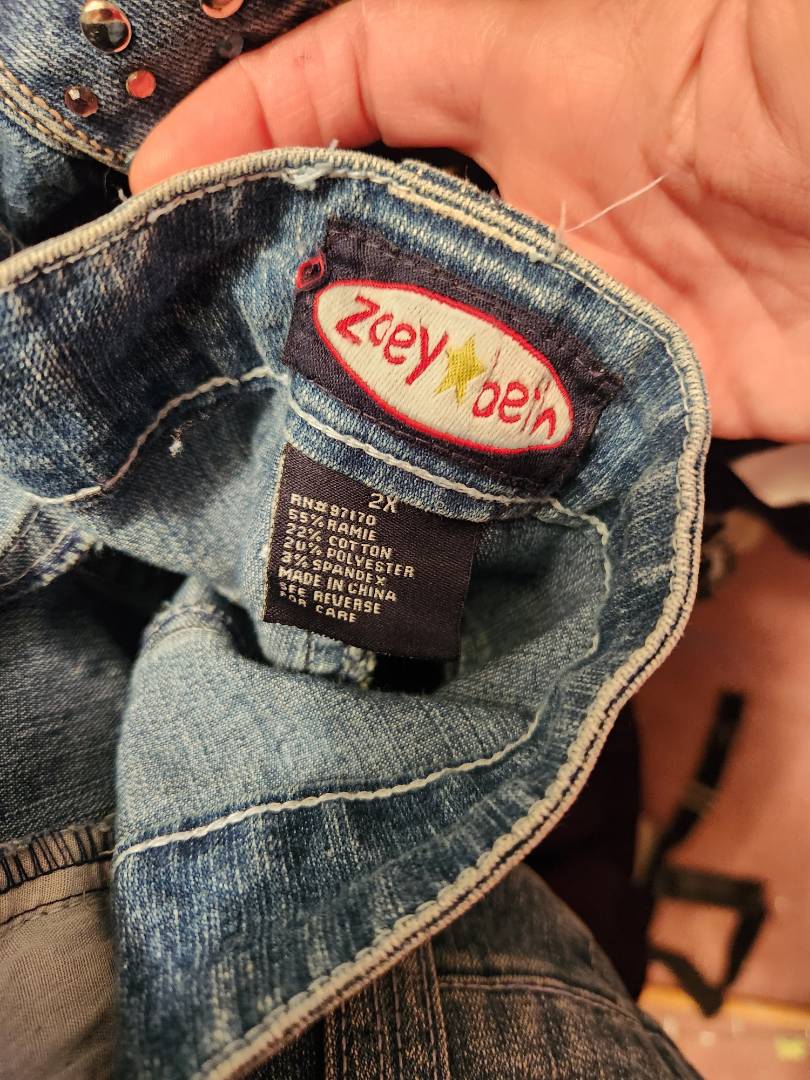 zoey beth
2X
RN# 97170
55% RAMIE
22% COTTON
20% POLYESTER
3% SPANDEX
MADE IN CHINA
SEE REVERSE
FOR CARE